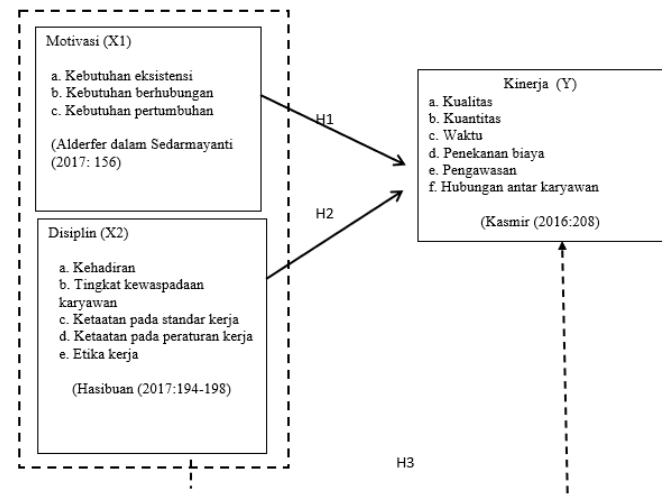 Motivasi (X1)
a. Kebutuhan eksistensi
b. Kebutuhan berhubungan
c. Kebutuhan pertumbuhan
(Alderfer dalam Sedarmayanti
(2017: 156)
H1
Kinerja (Y)
a. Kualitas
b. Kuantitas
c. Waktu
d. Penekanan biaya
e. Pengawasan
f. Hubungan antar karyawan
(Kasmir (2016:208)
H2
Disiplin (X2)
a. Kehadiran
b. Tingkat kewaspadaan
karyawan
c. Ketaatan pada standar kerja
d. Ketaatan pada peraturan kerja
e. Etika kerja
(Hasibuan (2017:194-198)
H3